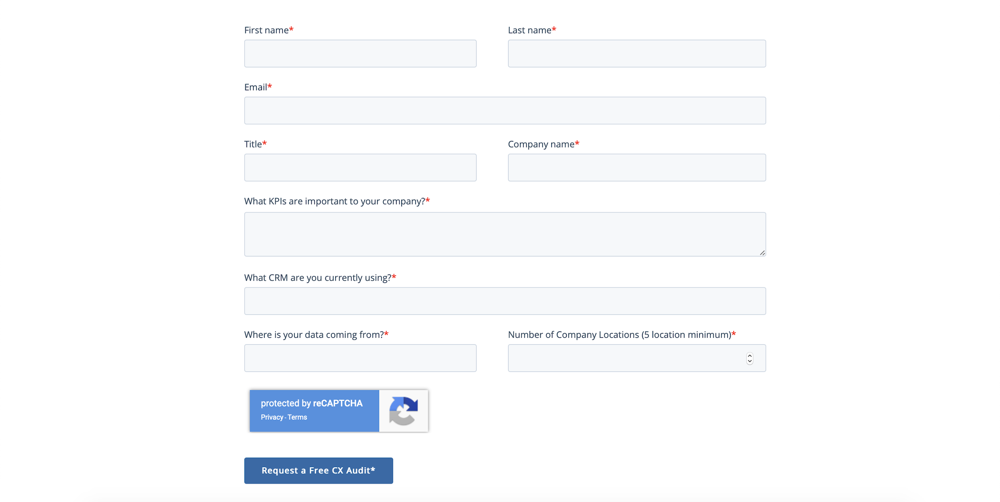 First name*
Last name*
Email*
Title*
Company name*
What KPIs are important to your company?*
What CRM are you currently using?*
Where is your data coming from?*
Number of Company Locations (5 location minimum)*
protected by reCAPTCHA
Privacy - Terms
Request a Free CX Audit*